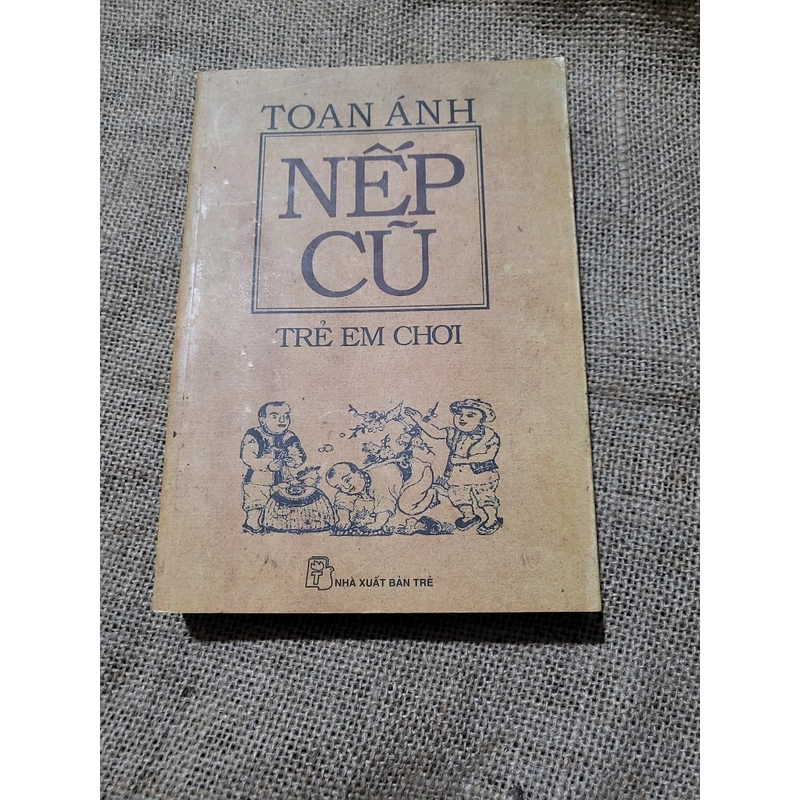 TOAN ÁNH
NẾP
CŨ
TRẺ EM CHƠI
NHÀ XUẤT BẢN TRẺ